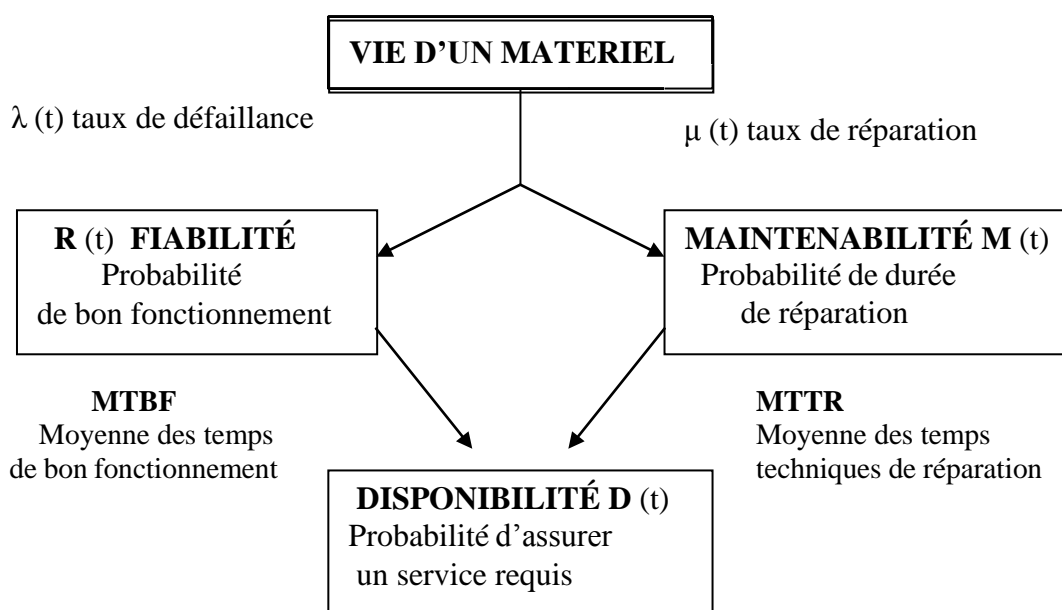 VIE D'UN MATERIEL
λ (t) taux de défaillance
μ (t) taux de réparation
R (t) FIABILITÉ
Probabilité
de bon fonctionnement
MAINTENABILITÉ M (t)
Probabilité de durée
de réparation
MTBF
Moyenne des temps
de bon fonctionnement
MTTR
Moyenne des temps
techniques de réparation
DISPONIBILITÉ D (t)
Probabilité d'assurer
un service requis